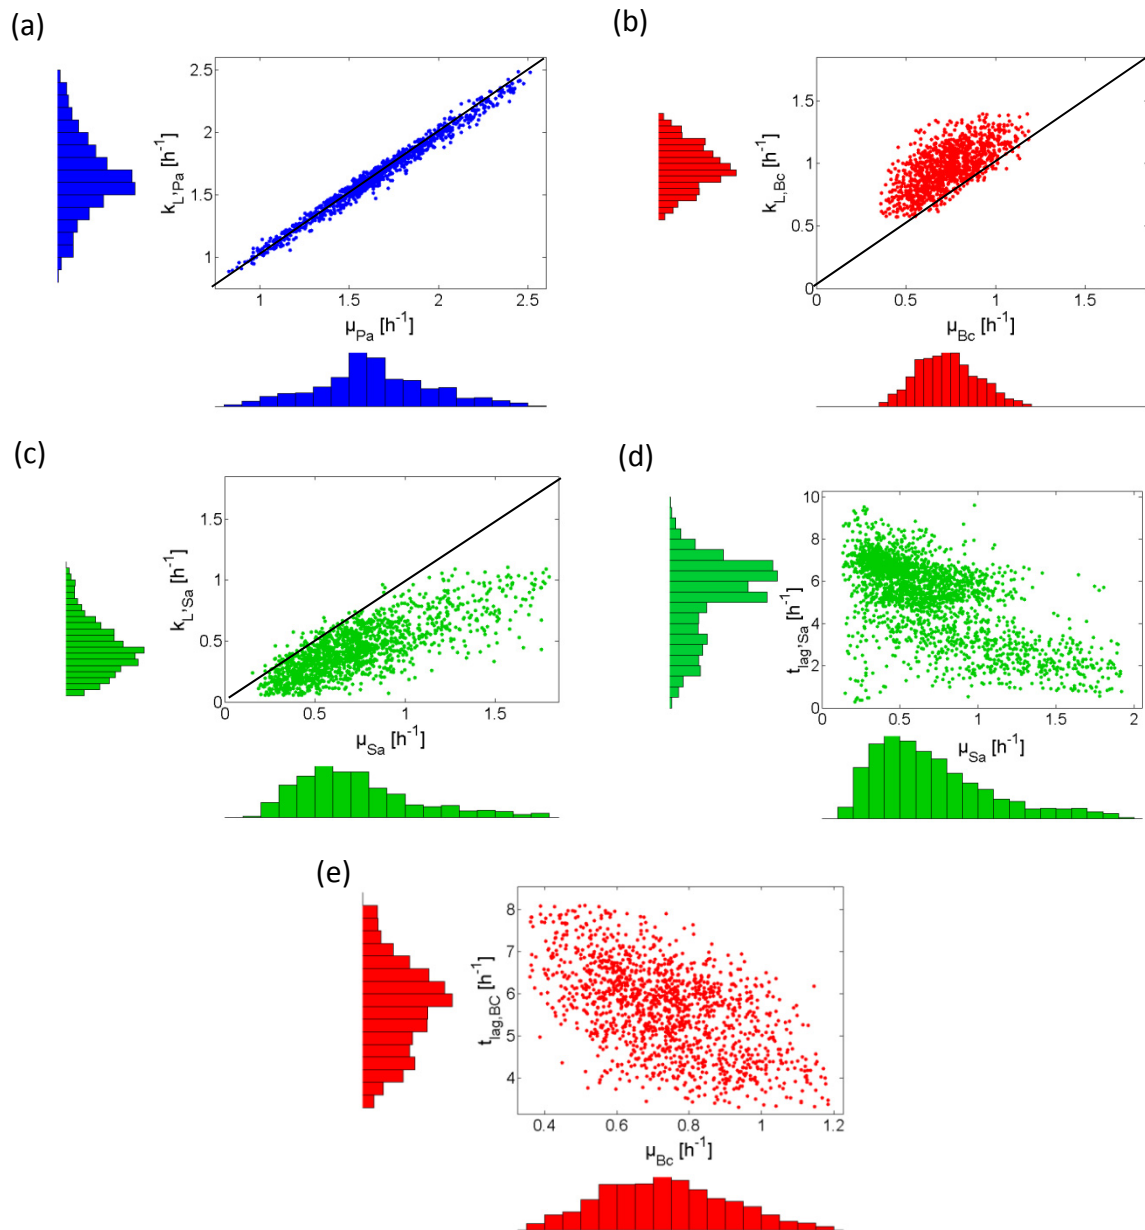 (a)
k_L,Pa [h^-1]
2.5
2
1.5
1
1 1.5 2 2.5
μ_Pa [h^-1]
(b)
k_L,Bc [h^-1]
1.5
1
0.5
0
0 0.5 1 1.5
μ_Bc [h^-1]
(c)
k_L,Sa [h^-1]
1.5
1
0.5
0
0 0.5 1 1.5
μ_Sa [h^-1]
(d)
t_lag,Sa [h^-1]
10
8
6
4
2
0
0 0.5 1 1.5 2
μ_Sa [h^-1]
(e)
t_lag,BC [h^-1]
8
7
6
5
4
0.4 0.6 0.8 1 1.2
μ_Bc [h^-1]